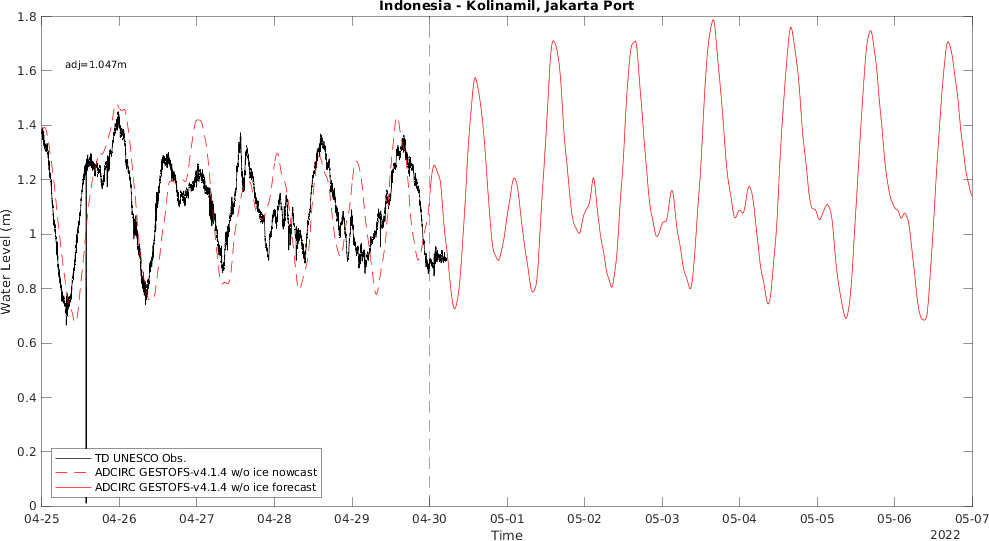 Indonesia - Kolinamil, Jakarta Port
1.8
1.6
1.4
1.2
1
0.8
0.6
0.4
0.2
0
Water Level (m)
adj=1.047m
TD UNESCO Obs.
ADCIRC GESTOFS-v4.1.4 w/o ice nowcast
ADCIRC GESTOFS-v4.1.4 w/o ice forecast
04-25 04-26 04-27 04-28 04-29 04-30 05-01 05-02 05-03 05-04 05-05 05-06 05-07
Time
2022